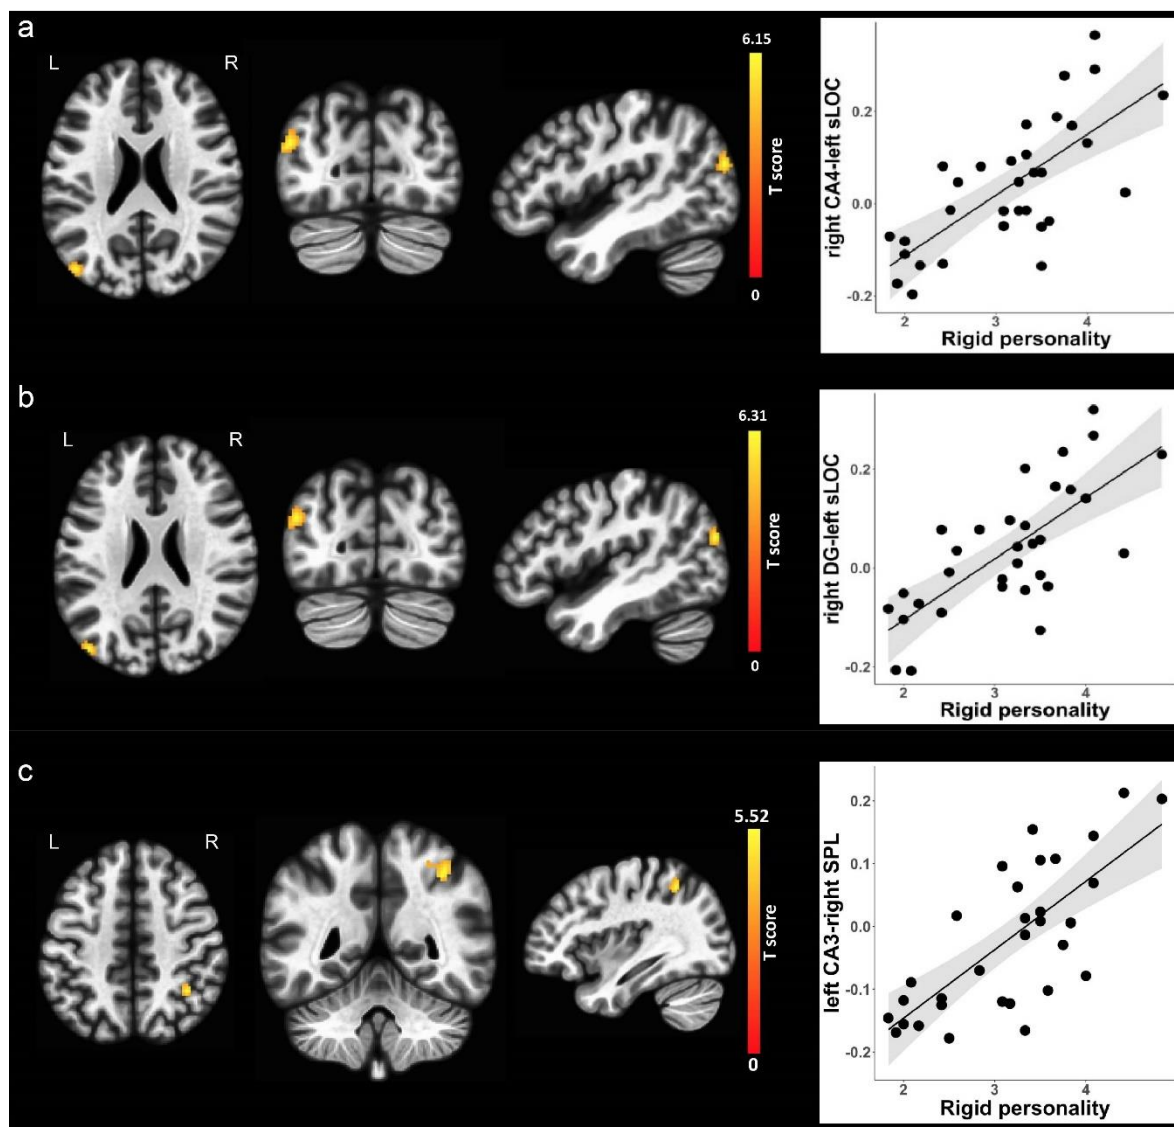 a
L
R
6.15
T score
0
right CA4-left sLOC
0.2
0.0
-0.2
2
3
4
Rigid personality
b
L
R
6.31
T score
0
right DG-left sLOC
0.2
0.0
-0.2
2
3
4
Rigid personality
c
L
R
5.52
T score
0
left CA3-right SPL
0.2
0.1
0.0
-0.1
-0.2
2
3
4
Rigid personality